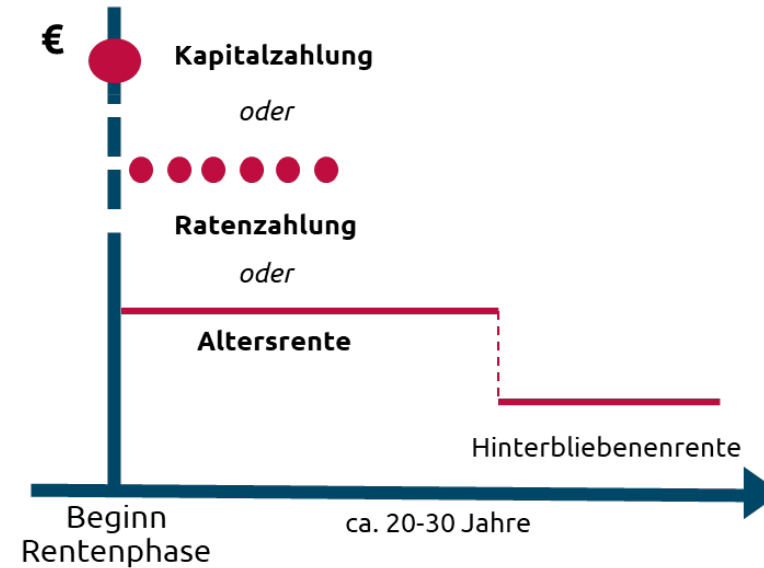 €
Kapitalzahlung
oder
Ratenzahlung
oder
Altersrente
Hinterbliebenenrente
Beginn
Rentenphase
ca. 20-30 Jahre